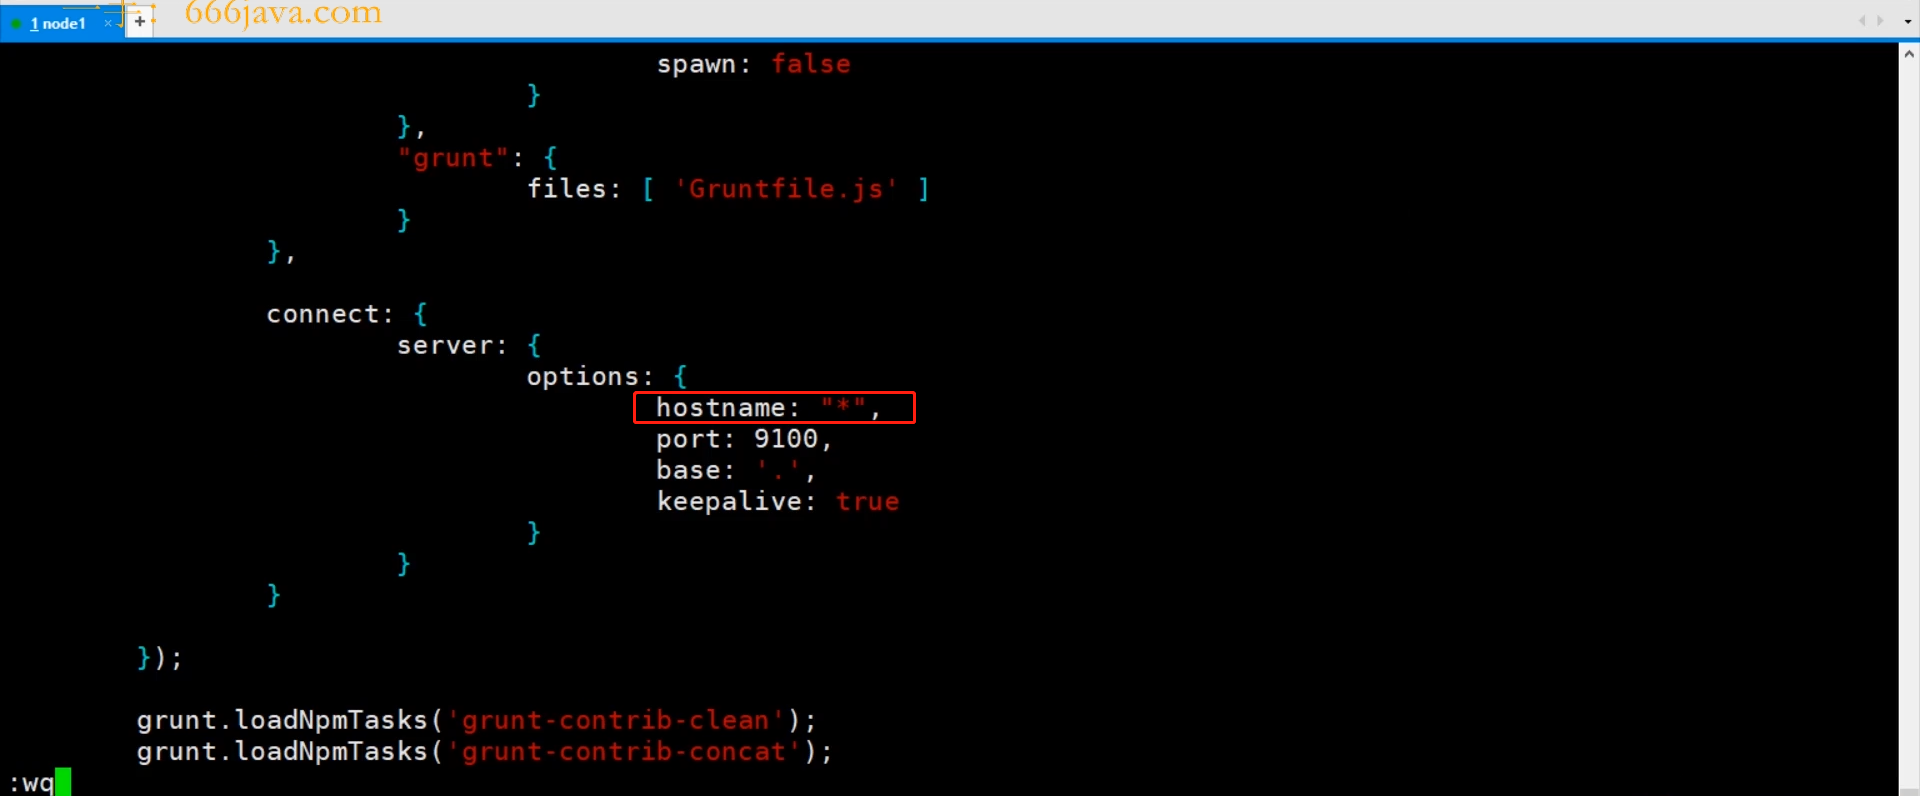 666java.com
1 node1 × +
spawn: false
}
},
"grunt": {
files: [ 'Gruntfile.js' ]
}
},
connect: {
server: {
options: {
hostname: "*",
port: 9100,
base: '.',
keepalive: true
}
}
}
});
grunt.loadNpmTasks('grunt-contrib-clean');
grunt.loadNpmTasks('grunt-contrib-concat');
:wq